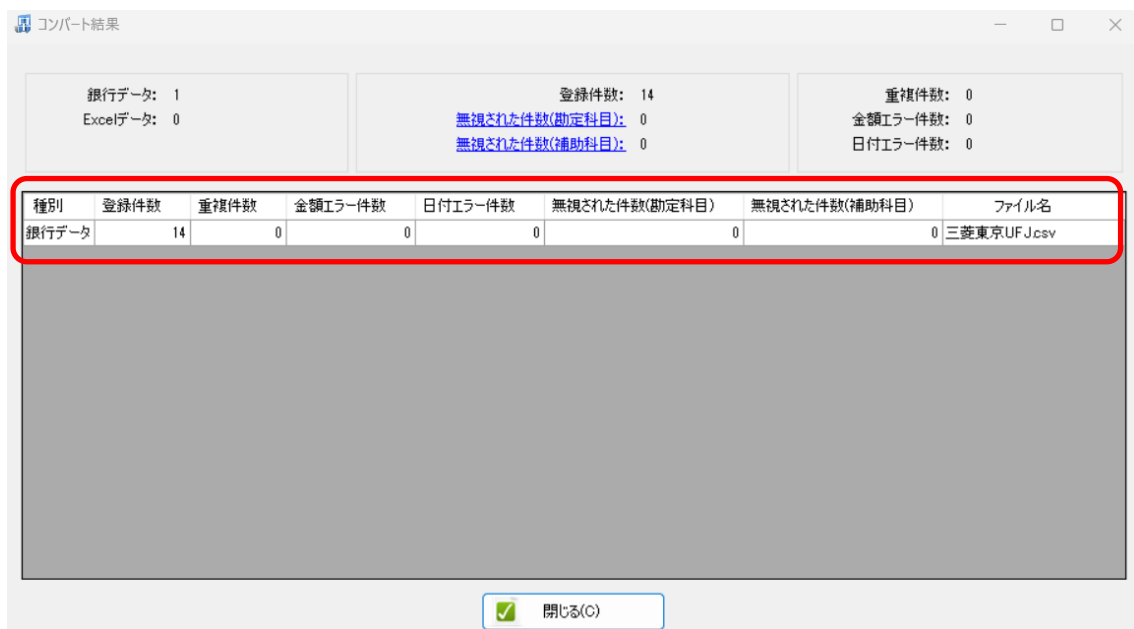 コンバート結果
銀行データ: 1
Excelデータ: 0
登録件数: 14
無視された件数(勘定科目): 0
無視された件数(補助科目): 0
重複件数: 0
金額エラー件数: 0
日付エラー件数: 0
種別 登録件数 重複件数 金額エラー件数 日付エラー件数 無視された件数(勘定科目) 無視された件数(補助科目) ファイル名
銀行データ 14 0 0 0 0 0 三菱東京UFJ.csv
閉じる(C)